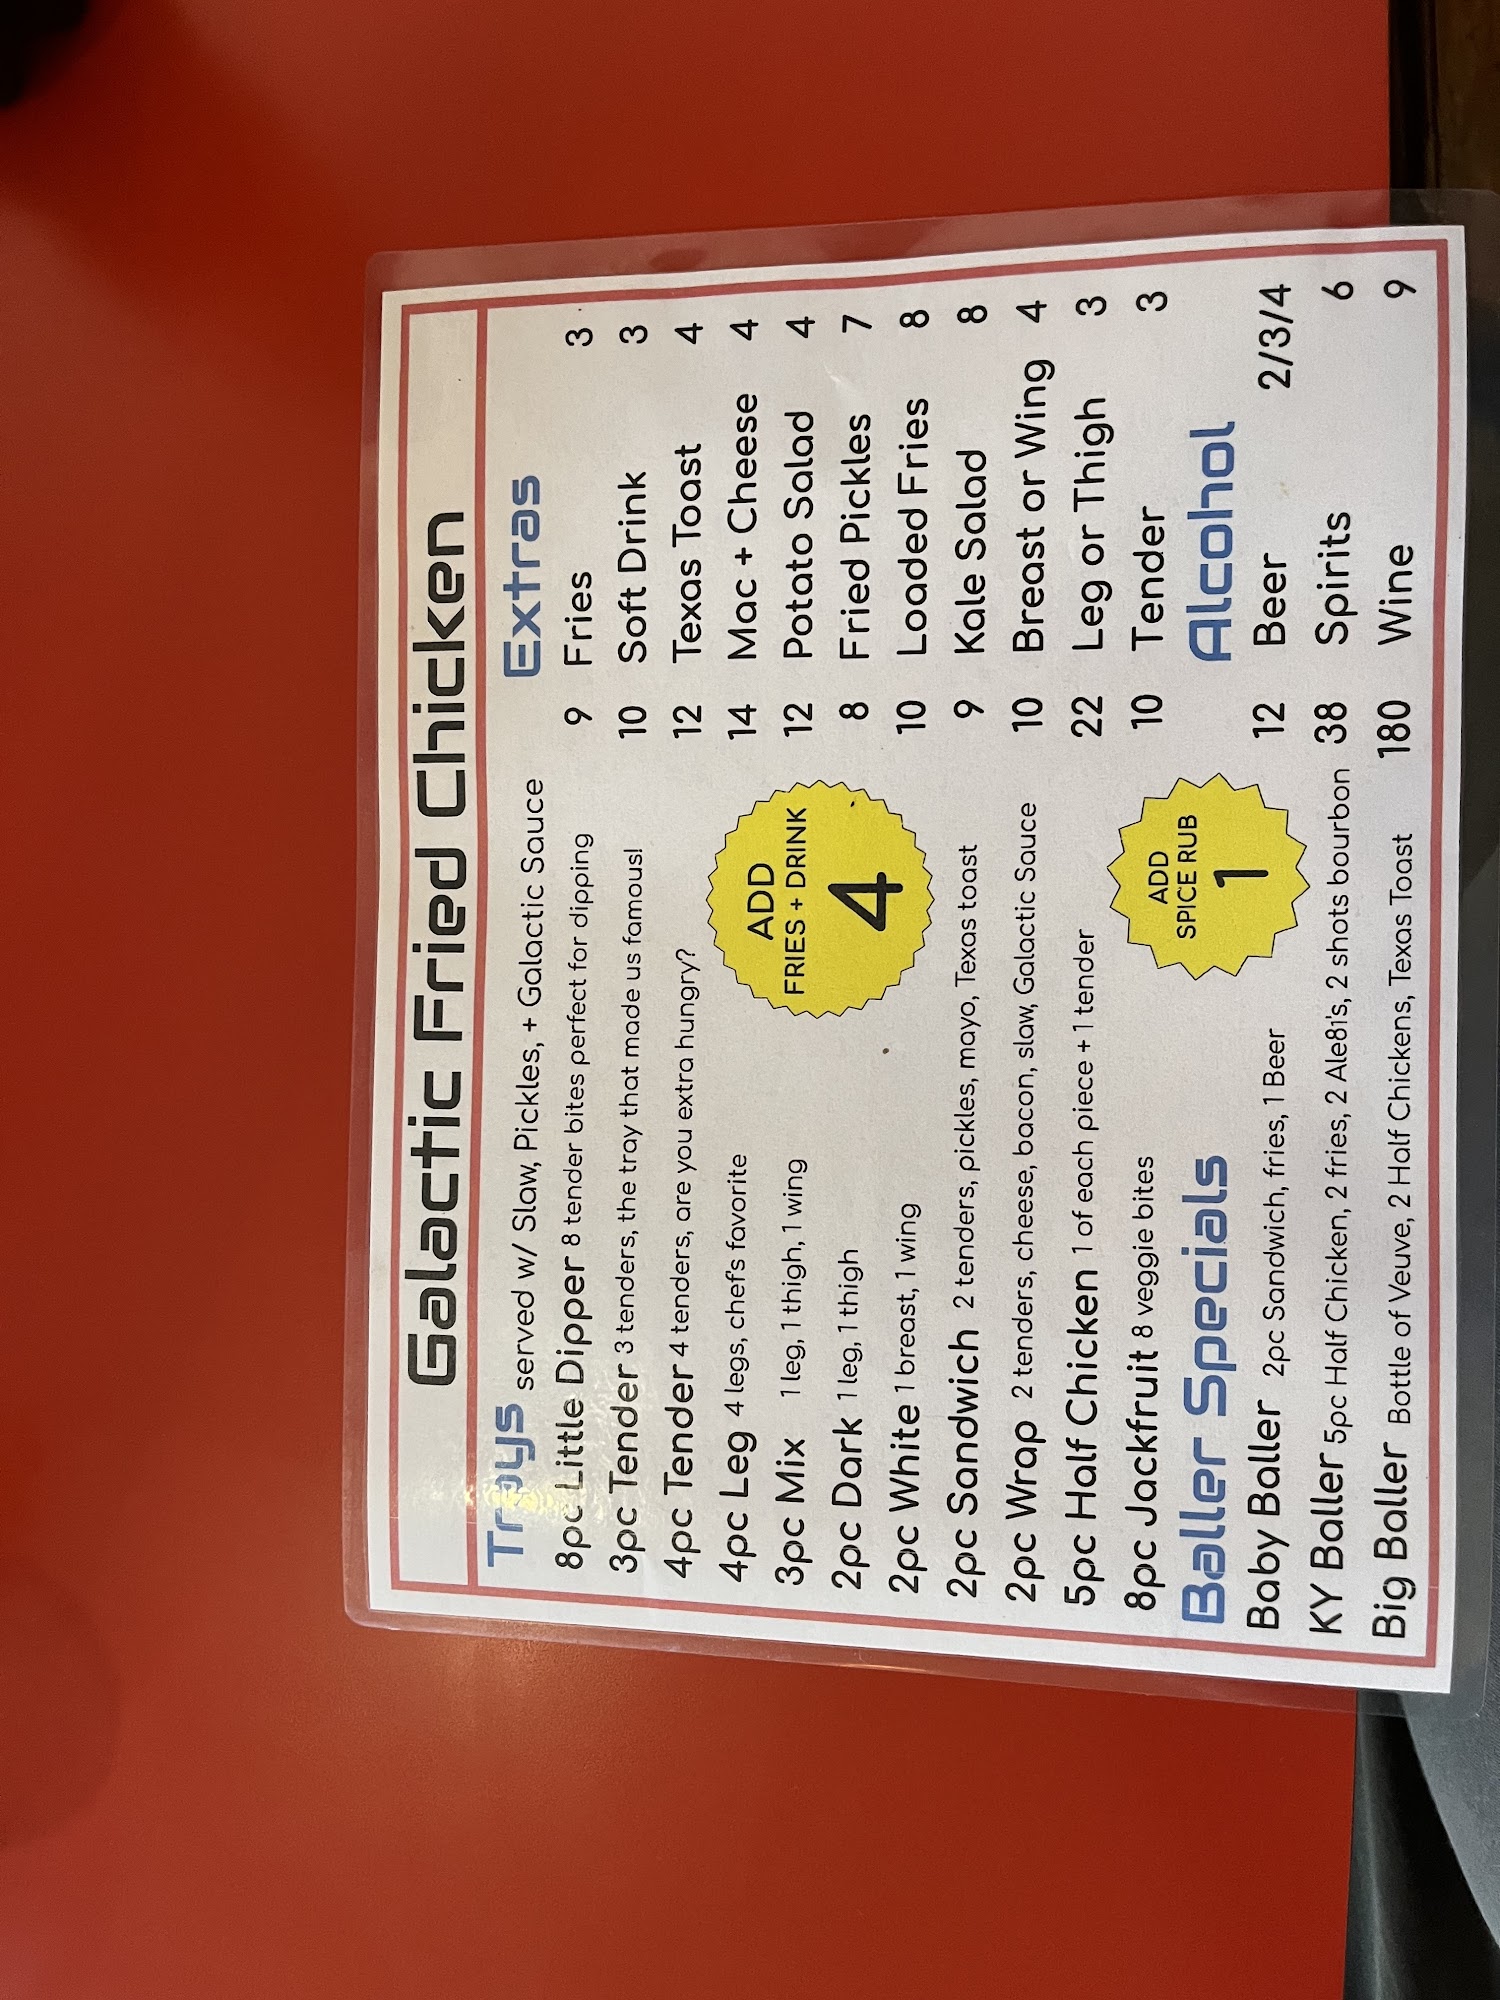 Galactic Fried Chicken
Trays served w/ Slaw, Pickles, + Galactic Sauce
8pc Little Dipper 8 tender bites perfect for dipping 9
3pc Tender 3 tenders, the tray that made us famous! 10
4pc Tender 4 tenders, are you extra hungry? 12
4pc Leg 4 legs, chefs favorite 14
3pc Mix 1 leg, 1 thigh, 1 wing 12
2pc Dark 1 leg, 1 thigh 8
2pc White 1 breast, 1 wing 10
2pc Sandwich 2 tenders, pickles, mayo, Texas toast 9
2pc Wrap 2 tenders, cheese, bacon, slaw, Galactic Sauce 10
5pc Half Chicken 1 of each piece + 1 tender 22
8pc Jackfruit 8 veggie bites 10
ADD
FRIES + DRINK
4
ADD
SPICE RUB
1
Baller Specials
Baby Baller 2pc Sandwich, fries, 1 Beer 12
KY Baller 5pc Half Chicken, 2 fries, 2 Ale81s, 2 shots bourbon 38
Big Baller Bottle of Veuve, 2 Half Chickens, Texas Toast 180
Extras
Fries 3
Soft Drink 3
Texas Toast 4
Mac + Cheese 4
Potato Salad 4
Fried Pickles 7
Loaded Fries 8
Kale Salad 8
Breast or Wing 4
Leg or Thigh 3
Tender 3
Alcohol
Beer 2/3/4
Spirits 6
Wine 9